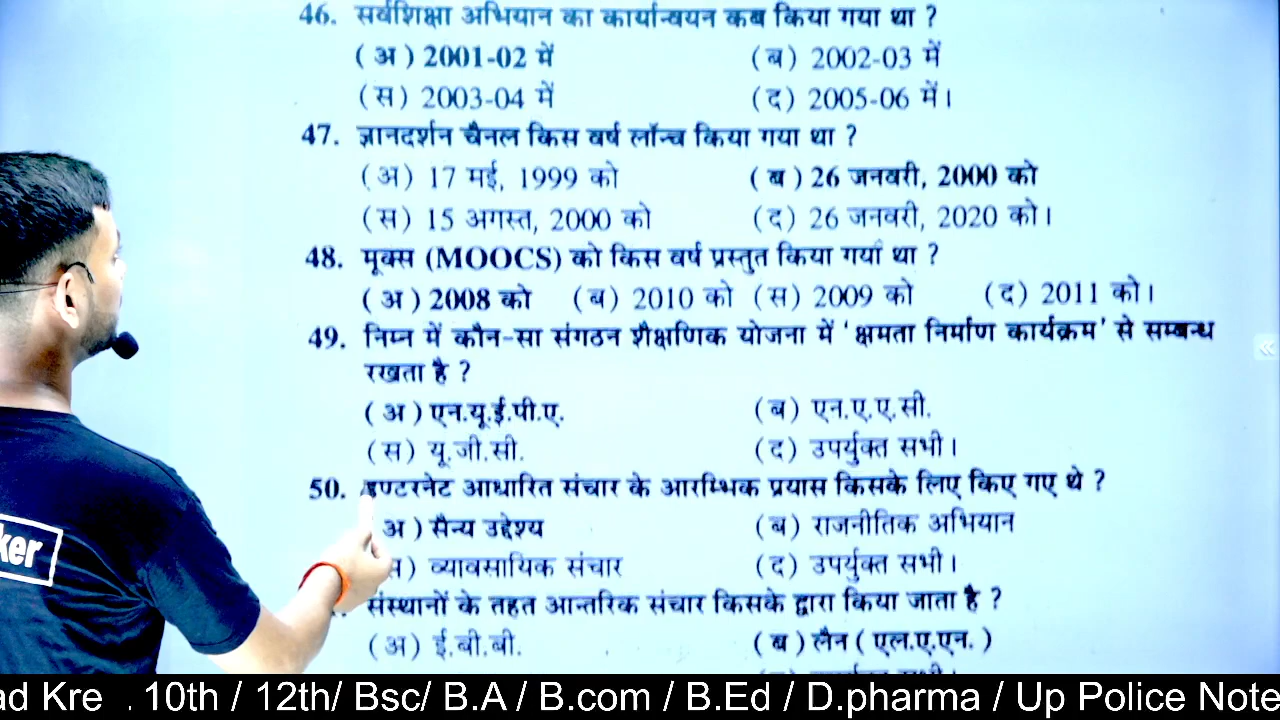 46. सर्वशिक्षा अभियान का कार्यान्वयन कब किया गया था ?
( अ ) 2001-02 में (ब) 2002-03 में
(स) 2003-04 में (द) 2005-06 में।
47. ज्ञानदर्शन चैनल किस वर्ष लॉन्च किया गया था ?
(अ) 17 मई, 1999 को ( ब ) 26 जनवरी, 2000 को
(स) 15 अगस्त, 2000 को (द) 26 जनवरी, 2020 को।
48. मूक्स (MOOCS) को किस वर्ष प्रस्तुत किया गया था ?
( अ ) 2008 को (ब) 2010 को (स) 2009 को (द) 2011 को।
49. निम्न में कौन-सा संगठन शैक्षणिक योजना में ‘क्षमता निर्माण कार्यक्रम’ से सम्बन्ध
रखता है ?
( अ ) एन.यू.ई.पी.ए. (ब) एन.ए.ए.सी.
(स) यू.जी.सी. (द) उपर्युक्त सभी।
50. इण्टरनेट आधारित संचार के आरम्भिक प्रयास किसके लिए किए गए थे ?
अ ) सैन्य उद्देश्य (ब) राजनीतिक अभियान
स) व्यावसायिक संचार (द) उपर्युक्त सभी।
संस्थानों के तहत आन्तरिक संचार किसके द्वारा किया जाता है ?
(अ) ई.बी.बी. ( ब ) लैन ( एल.ए.एन. )
ker
ad Kre . 10th / 12th/ Bsc/ B.A / B.com / B.Ed / D.pharma / Up Police Note